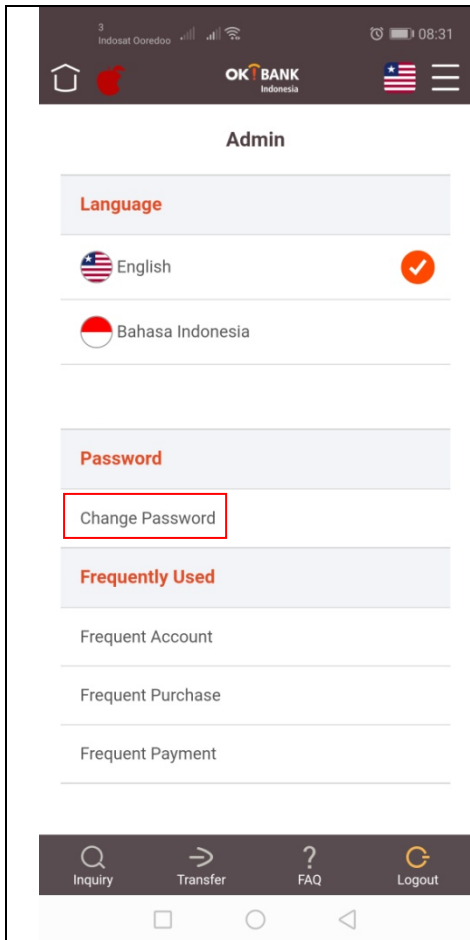 3
Indosat Ooredoo
08:31
OK! BANK
Indonesia
Admin
Language
English
Bahasa Indonesia
Password
Change Password
Frequently Used
Frequent Account
Frequent Purchase
Frequent Payment
Inquiry
Transfer
?
FAQ
Logout